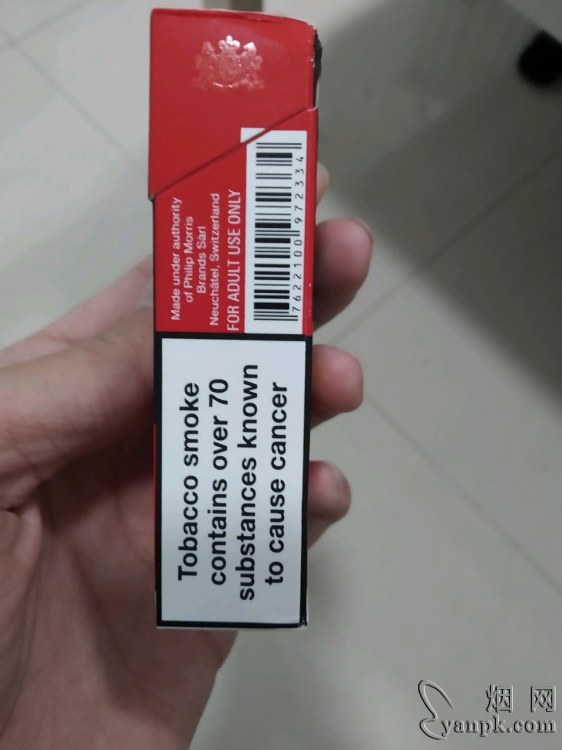 Made under authority
of Philip Morris
Brands Sàrl
Neuchâtel, Switzerland
FOR ADULT USE ONLY
7622100972334
Tobacco smoke
contains over 70
substances known
to cause cancer
烟网
yanpk.com